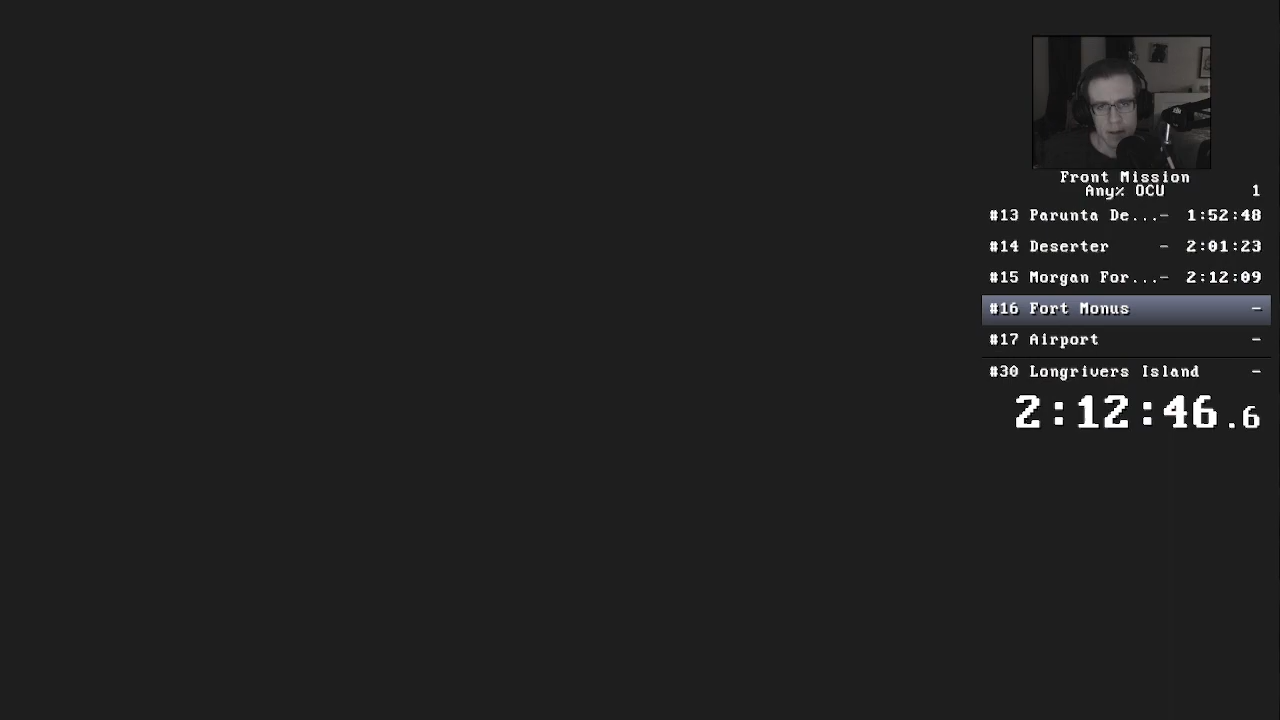 Front Mission
Any% OCU 1
#13 Parunta De...- 1:52:48
#14 Deserter - 2:01:23
#15 Morgan For...- 2:12:09
#16 Fort Monus -
#17 Airport -
#30 Longrivers Island -
2:12:46.6